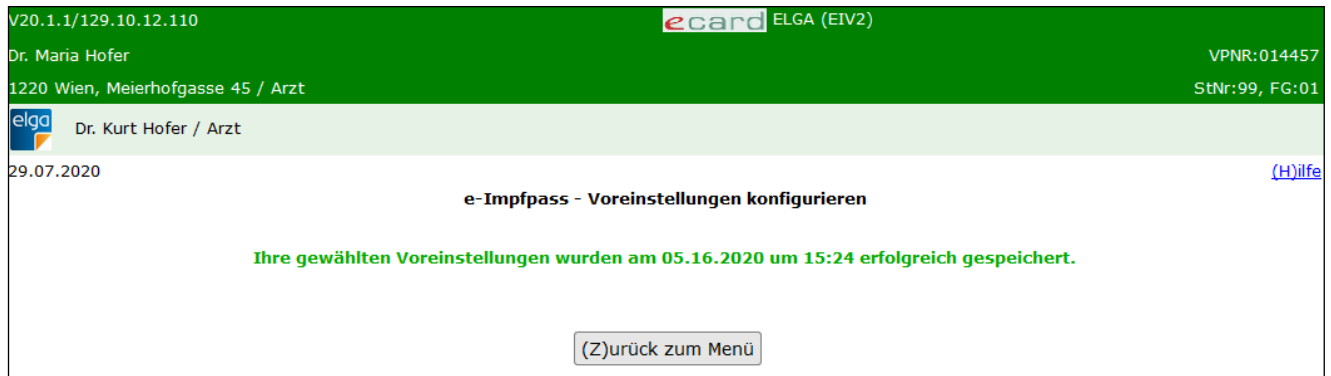 V20.1.1/129.10.12.110 ecard ELGA (EIV2)
Dr. Maria Hofer VPNR:014457
1220 Wien, Meierhofgasse 45 / Arzt StNr:99, FG:01
elga Dr. Kurt Hofer / Arzt
29.07.2020 (H)ilfe
e-Impfpass - Voreinstellungen konfigurieren
Ihre gewählten Voreinstellungen wurden am 05.16.2020 um 15:24 erfolgreich gespeichert.
(Z)urück zum Menü